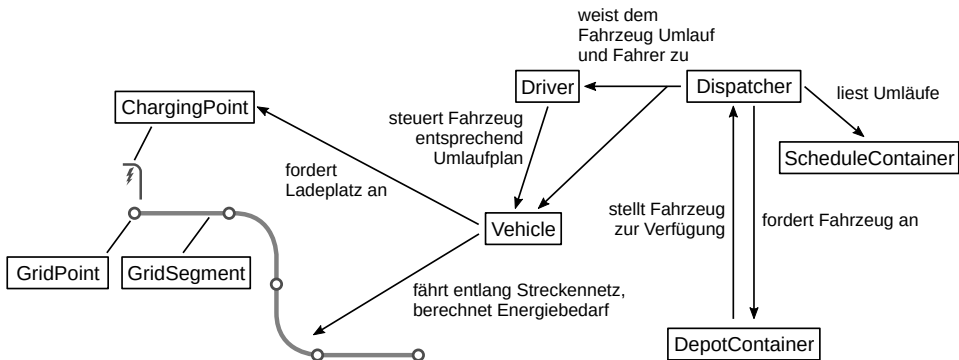 weist dem
Fahrzeug Umlauf
und Fahrer zu
Driver
Dispatcher
ChargingPoint
liest Umläufe
steuert Fahrzeug
entsprechend
Umlaufplan
ScheduleContainer
fordert
Ladeplatz an
stellt Fahrzeug
zur Verfügung
fordert Fahrzeug an
Vehicle
GridPoint
GridSegment
fährt entlang Streckennetz,
berechnet Energiebedarf
DepotContainer